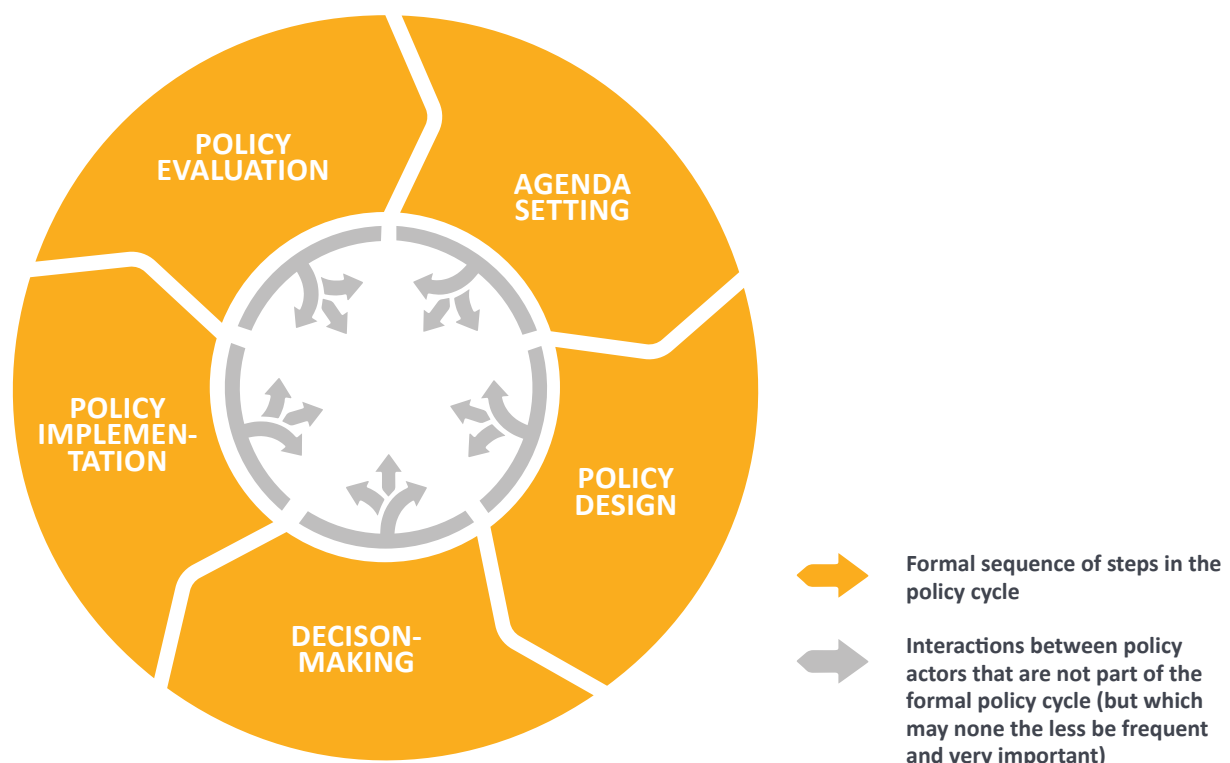 POLICY
EVALUATION
AGENDA
SETTING
POLICY
IMPLEMEN-
TATION
POLICY
DESIGN
DECISON-
MAKING
Formal sequence of steps in the
policy cycle
Interactions between policy
actors that are not part of the
formal policy cycle (but which
may none the less be frequent
and very important)